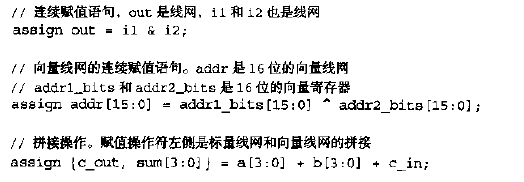 // 连续赋值语句，out 是线网，i1 和 i2 也是线网
assign out = i1 & i2;
// 向量线网的连续赋值语句。addr 是 16 位的向量线网
// addr1_bits 和 addr2_bits 是 16 位的向量寄存器
assign addr[15:0] = addr1_bits[15:0] ^ addr2_bits[15:0];
// 拼接操作。赋值操作符左侧是标量线网和向量线网的拼接
assign {c_out, sum[3:0]} = a[3:0] + b[3:0] + c_in;